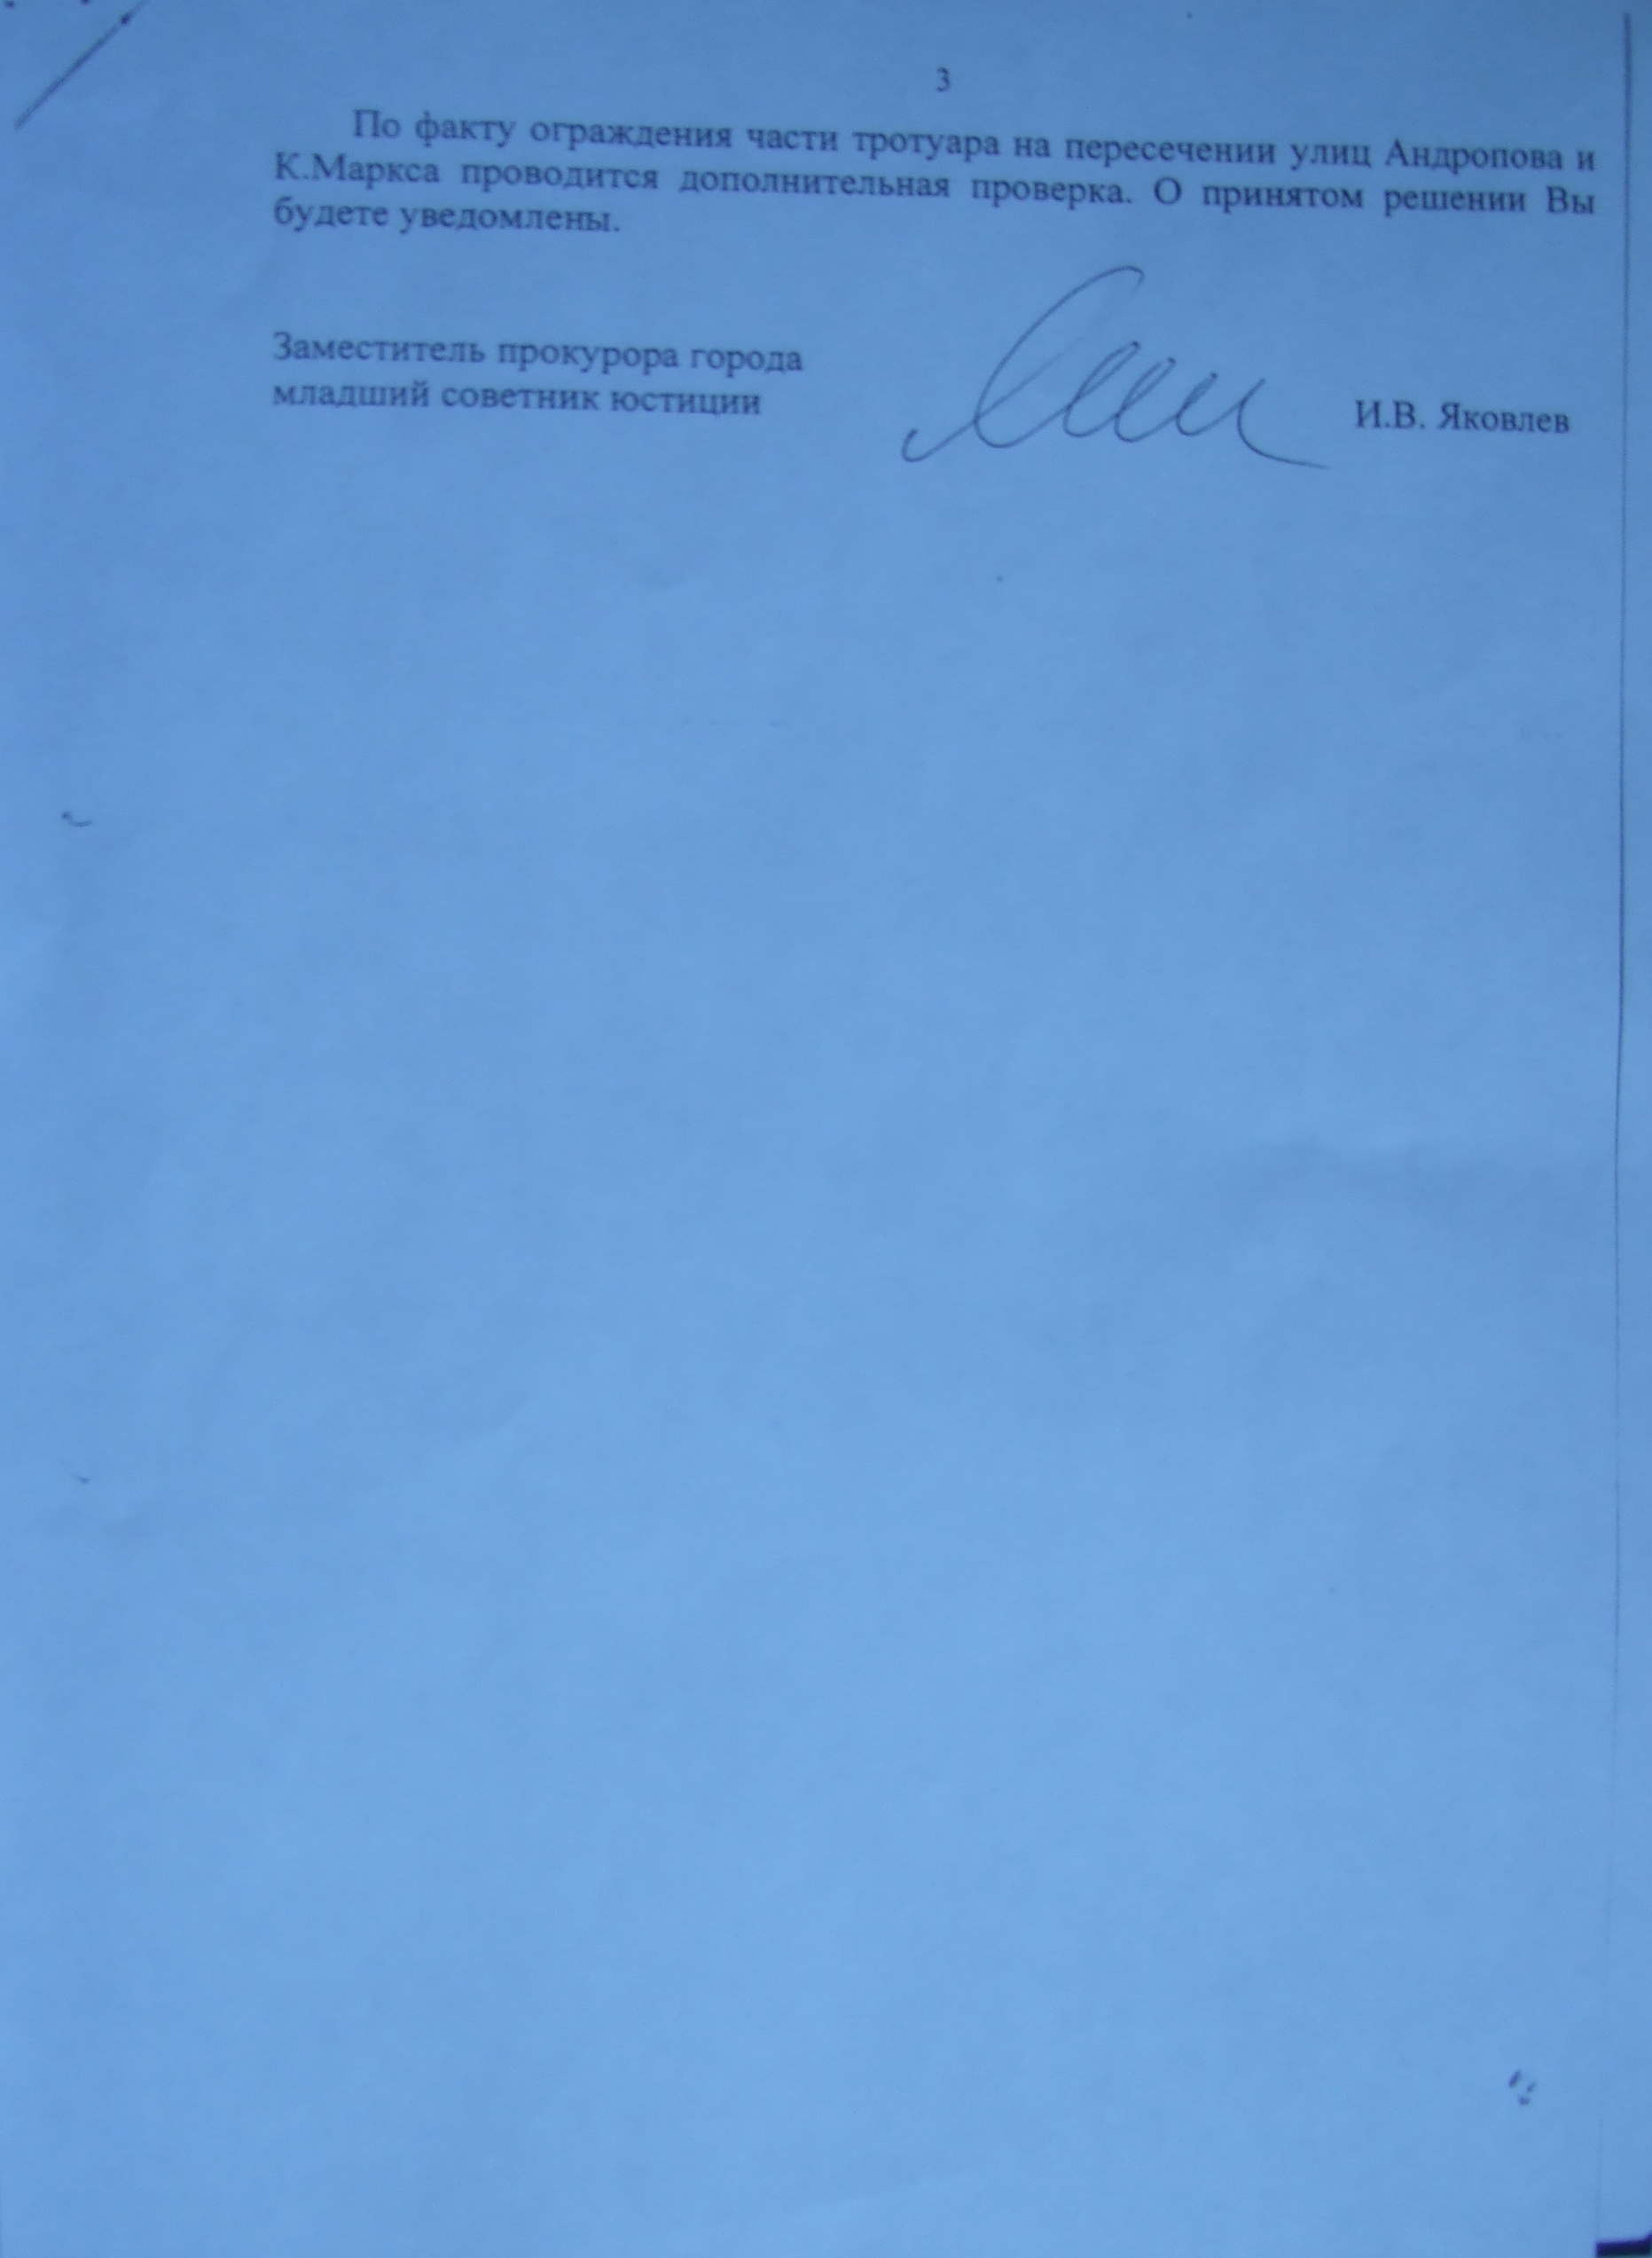 3
По факту ограждения части тротуара на пересечении улиц Андропова и
К.Маркса проводится дополнительная проверка. О принятом решении Вы
будете уведомлены.
Заместитель прокурора города
младший советник юстиции
И.В. Яковлев